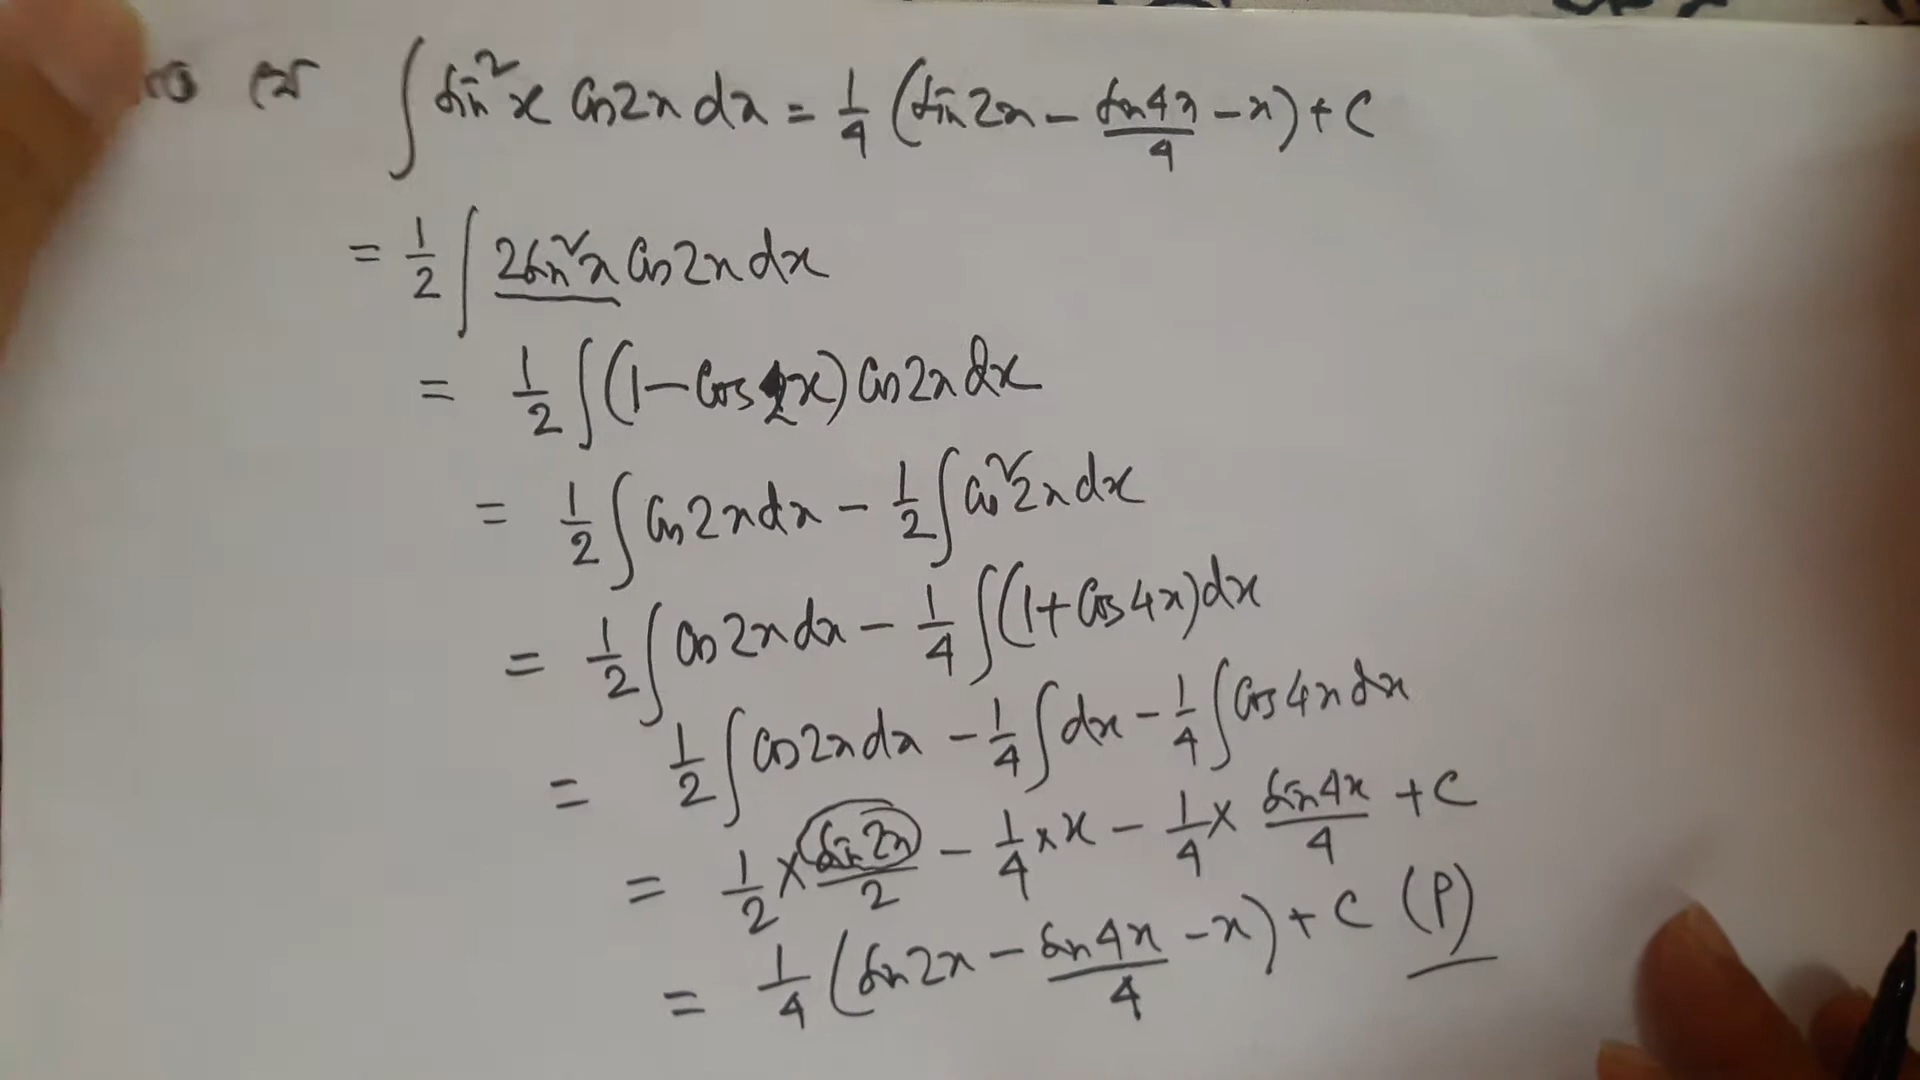 যে ∫ sin²x cos2x dx = 1/4 (sin2x − sin4x/4 − x) + c
= 1/2 ∫ 2sin²x cos2x dx
= 1/2 ∫ (1 − cos2x) cos2x dx
= 1/2 ∫ cos2x dx − 1/2 ∫ cos²2x dx
= 1/2 ∫ cos2x dx − 1/4 ∫ (1 + cos4x) dx
= 1/2 ∫ cos2x dx − 1/4 ∫ dx − 1/4 ∫ cos4x dx
= 1/2 × sin2x/2 − 1/4 × x − 1/4 × sin4x/4 + c
= 1/4 (sin2x − sin4x/4 − x) + c (P)